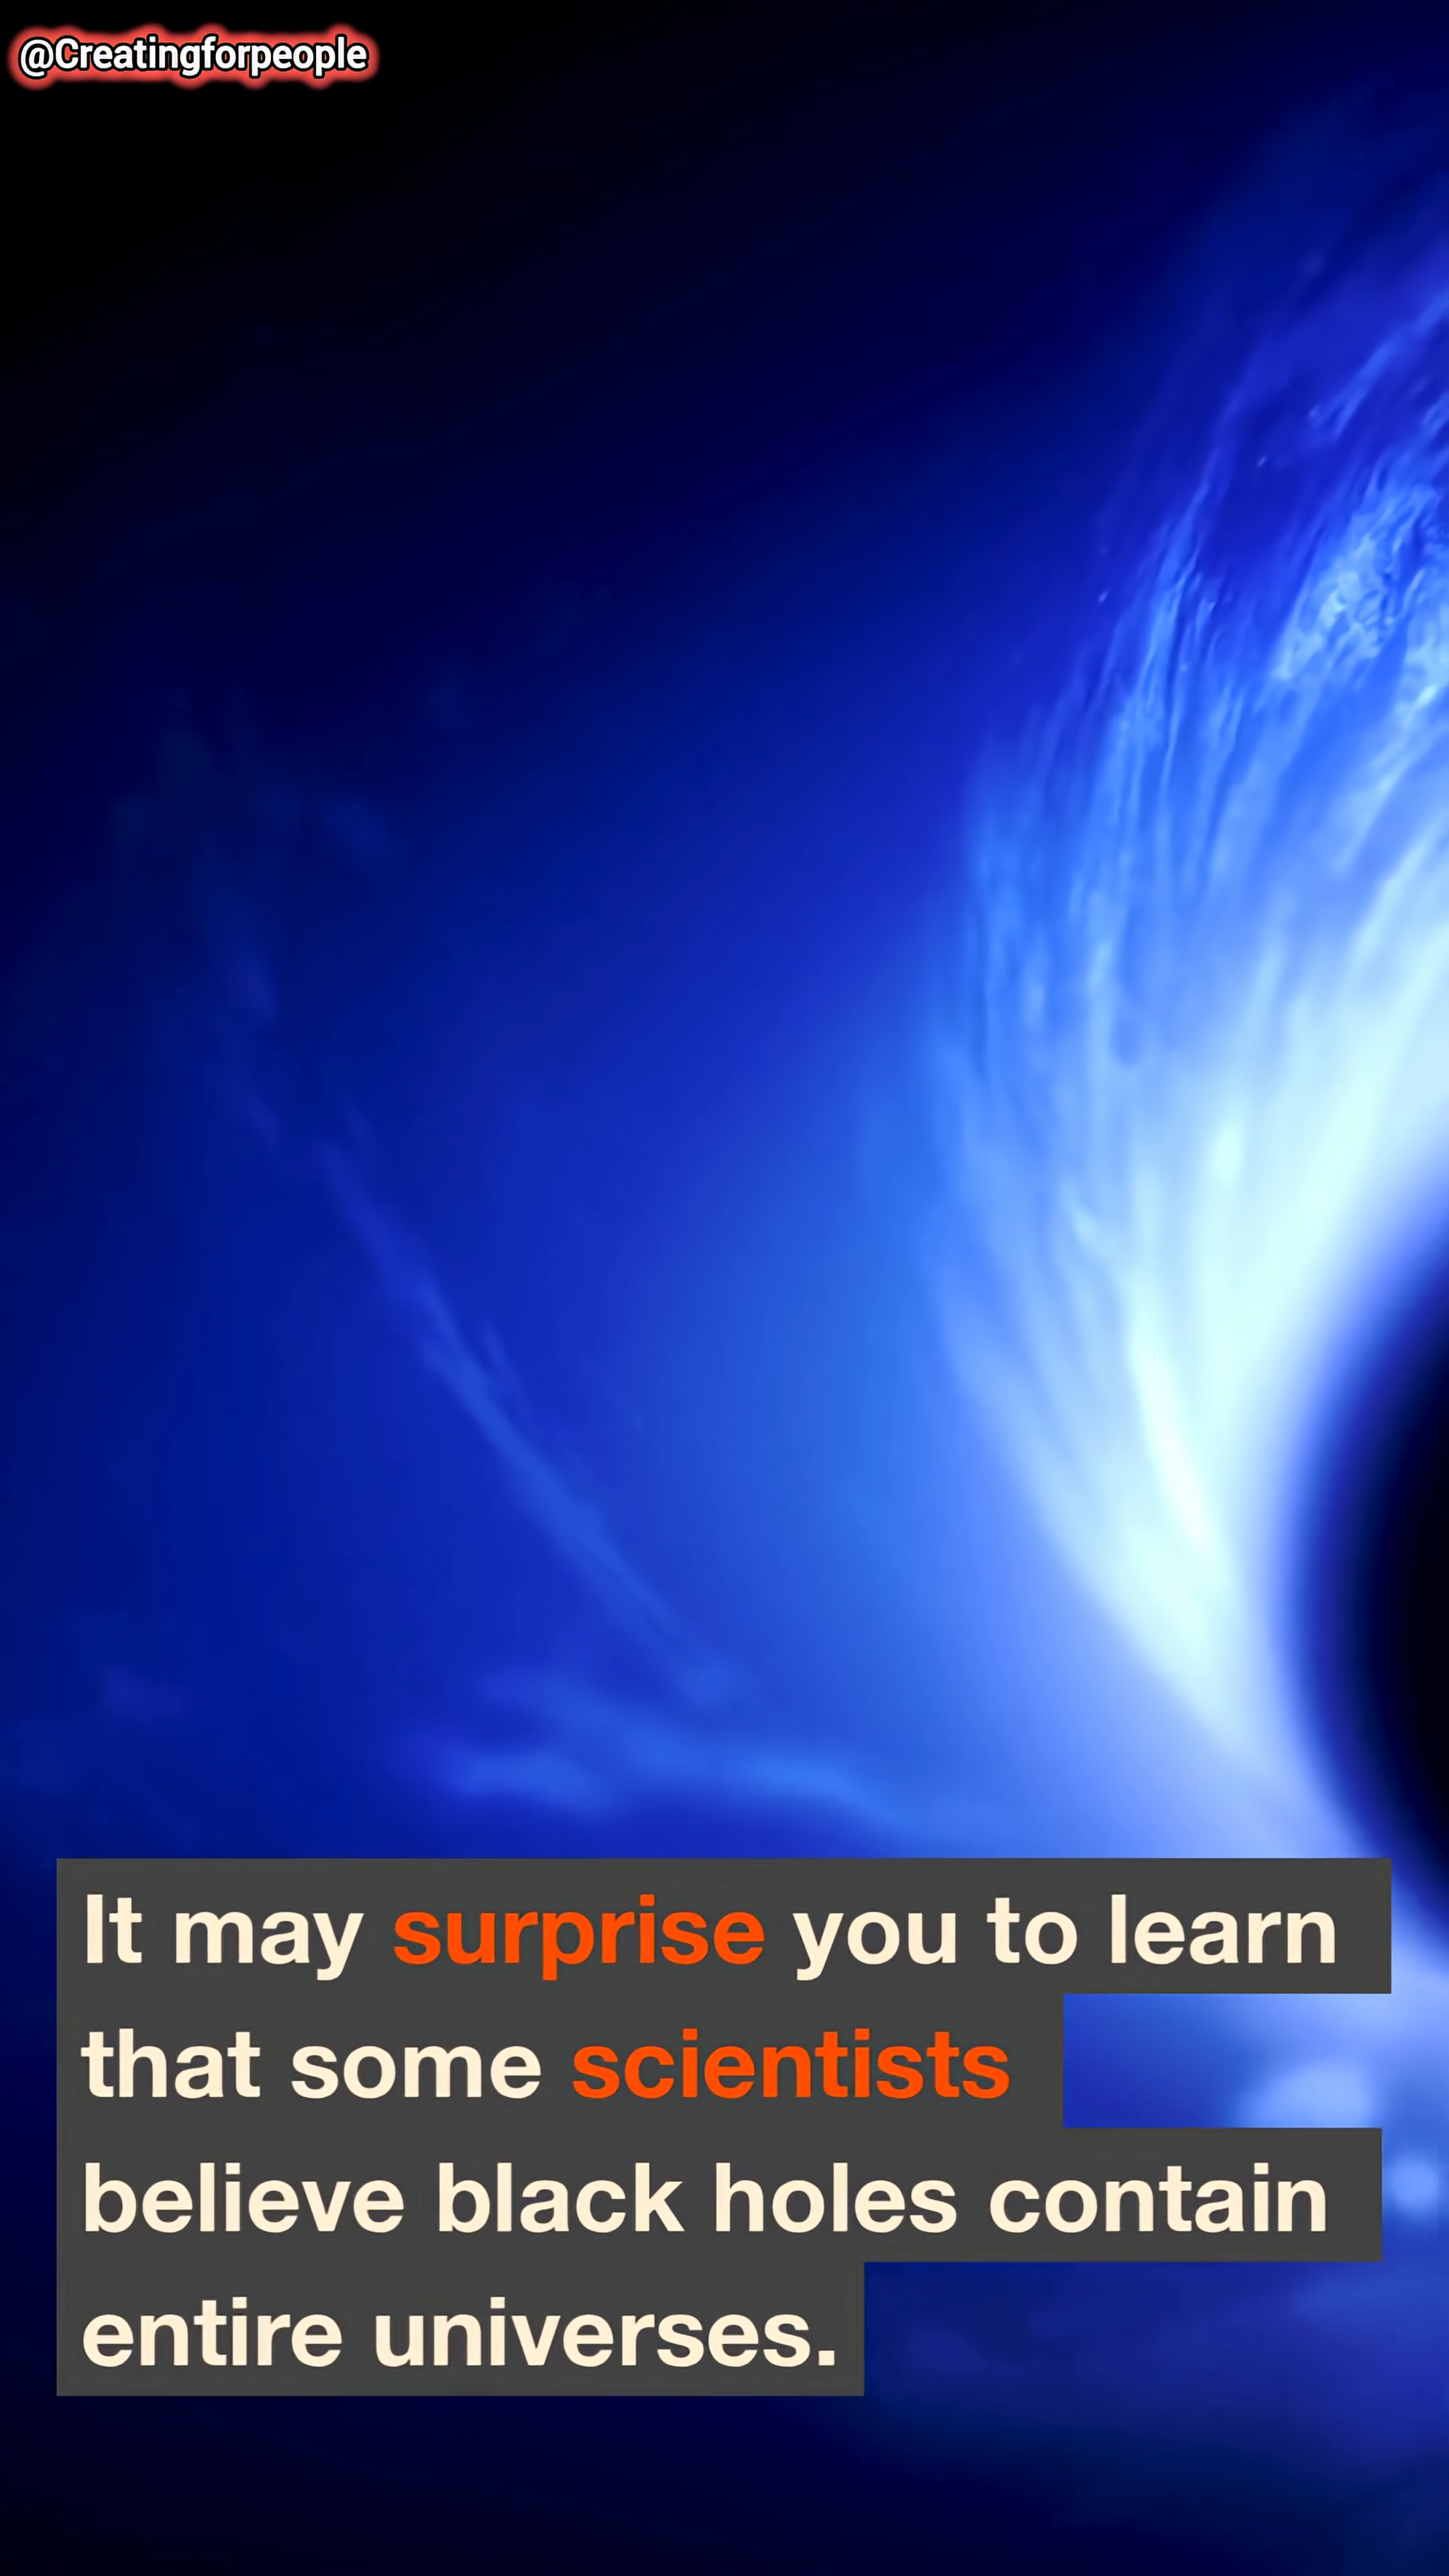 @Creatingforpeople
It may surprise you to learn
that some scientists
believe black holes contain
entire universes.